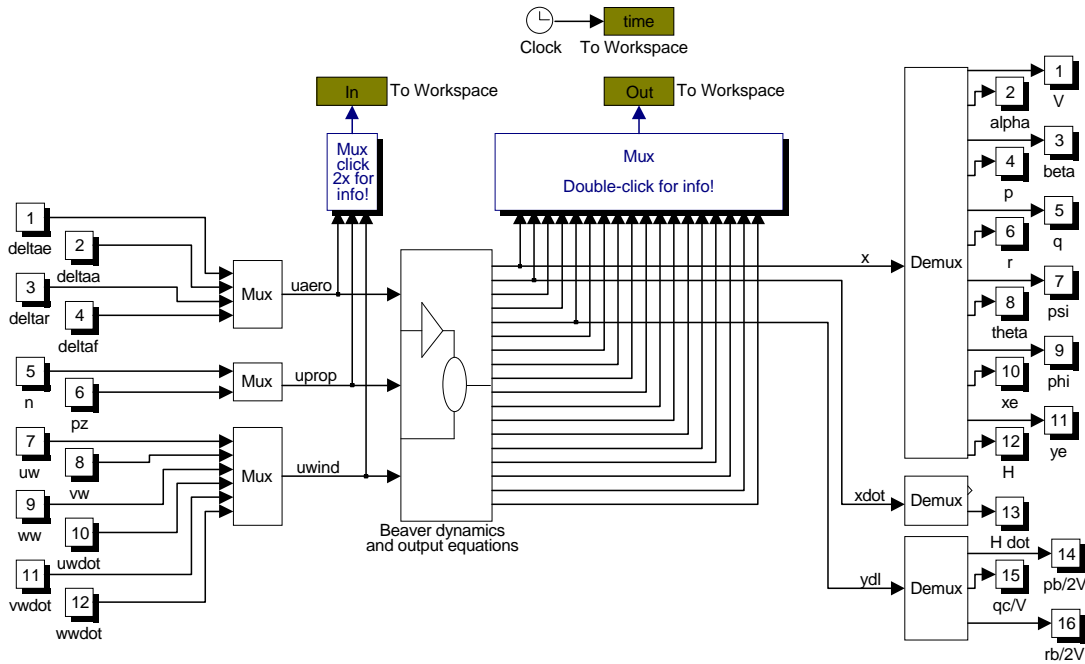 time
Clock
To Workspace
In
To Workspace
Out
To Workspace
Mux
click
2x for
info!
Mux
Double-click for info!
1
deltae
2
deltaa
3
deltar
4
deltaf
Mux
uaero
5
n
6
pz
Mux
uprop
7
uw
8
vw
9
ww
10
uwdot
11
vwdot
12
wwdot
Mux
uwind
Beaver dynamics
and output equations
x
Demux
1
V
2
alpha
3
beta
4
p
5
q
6
r
7
psi
8
theta
9
phi
10
xe
11
ye
12
H
xdot
Demux
13
H dot
ydl
Demux
14
pb/2V
15
qc/V
16
rb/2V